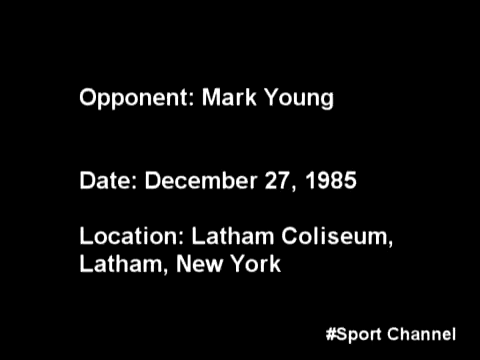 Opponent: Mark Young
Date: December 27, 1985
Location: Latham Coliseum,
Latham, New York
#Sport Channel